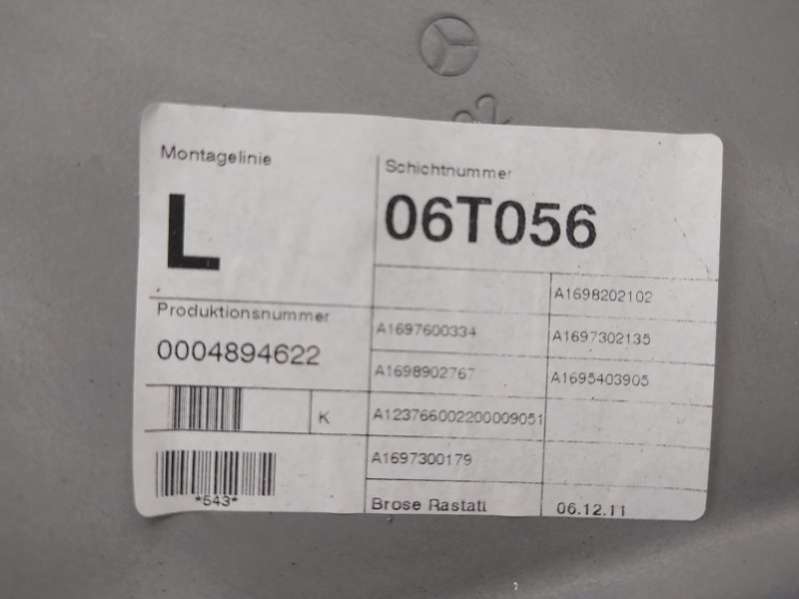 Montagelinie
L
Schichtnummer
06T056
Produktionsnummer
0004894622
A1698202102
A1697600334
A1697302135
A1698902767
A1695403905
K
A123766002200009051
A1697300179
*543*
Brose Rastatt
06.12.11